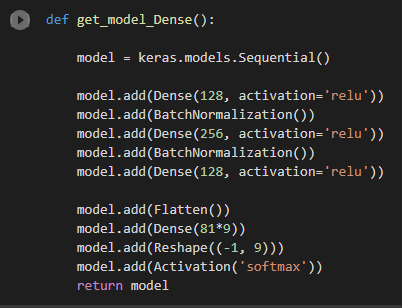 def get_model_Dense():
model = keras.models.Sequential()
model.add(Dense(128, activation='relu'))
model.add(BatchNormalization())
model.add(Dense(256, activation='relu'))
model.add(BatchNormalization())
model.add(Dense(128, activation='relu'))
model.add(Flatten())
model.add(Dense(81*9))
model.add(Reshape((-1, 9)))
model.add(Activation('softmax'))
return model